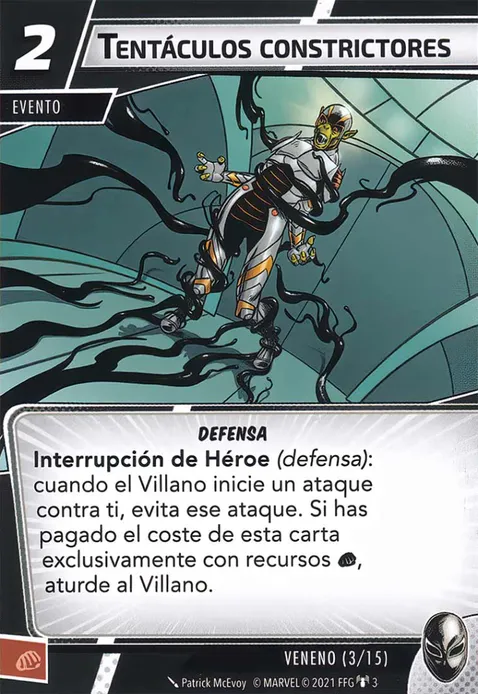 2
TENTÁCULOS CONSTRICTORES
EVENTO
DEFENSA
Interrupción de Héroe (defensa):
cuando el Villano inicie un ataque
contra ti, evita ese ataque. Si has
pagado el coste de esta carta
exclusivamente con recursos ,
aturde al Villano.
VENENO (3/15)
Patrick McEvoy © MARVEL © 2021 FFG 3